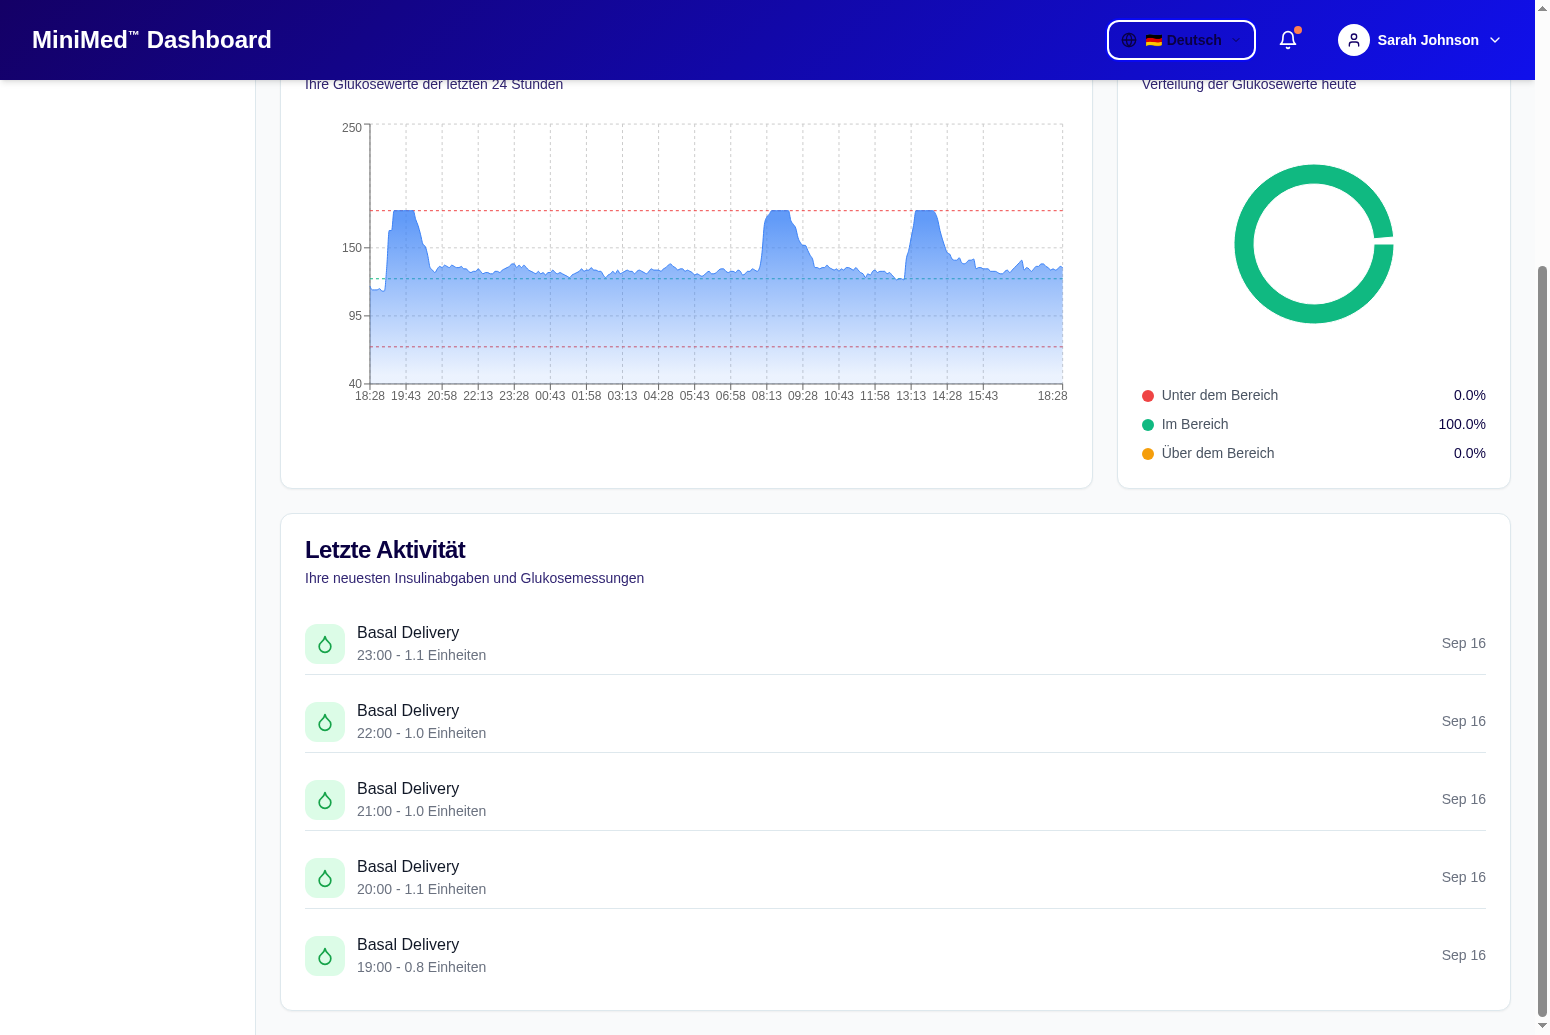 MiniMed™ Dashboard
Deutsch
Sarah Johnson
Ihre Glukosewerte der letzten 24 Stunden
250
150
95
40
18:28 19:43 20:58 22:13 23:28 00:43 01:58 03:13 04:28 05:43 06:58 08:13 09:28 10:43 11:58 13:13 14:28 15:43 18:28
Verteilung der Glukosewerte heute
Unter dem Bereich 0.0%
Im Bereich 100.0%
Über dem Bereich 0.0%
Letzte Aktivität
Ihre neuesten Insulinabgaben und Glukosemessungen
Basal Delivery
23:00 - 1.1 Einheiten
Sep 16
Basal Delivery
22:00 - 1.0 Einheiten
Sep 16
Basal Delivery
21:00 - 1.0 Einheiten
Sep 16
Basal Delivery
20:00 - 1.1 Einheiten
Sep 16
Basal Delivery
19:00 - 0.8 Einheiten
Sep 16